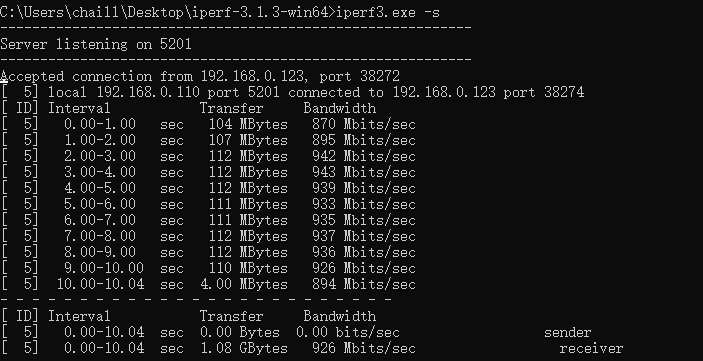 C:\Users\chaill\Desktop\iperf-3.1.3-win64>iperf3.exe -s
-----------------------------------------------------------
Server listening on 5201
-----------------------------------------------------------
Accepted connection from 192.168.0.123, port 38272
[  5] local 192.168.0.110 port 5201 connected to 192.168.0.123 port 38274
[ ID] Interval           Transfer     Bandwidth
[  5]   0.00-1.00   sec   104 MBytes   870 Mbits/sec
[  5]   1.00-2.00   sec   107 MBytes   895 Mbits/sec
[  5]   2.00-3.00   sec   112 MBytes   942 Mbits/sec
[  5]   3.00-4.00   sec   112 MBytes   943 Mbits/sec
[  5]   4.00-5.00   sec   112 MBytes   939 Mbits/sec
[  5]   5.00-6.00   sec   111 MBytes   933 Mbits/sec
[  5]   6.00-7.00   sec   111 MBytes   935 Mbits/sec
[  5]   7.00-8.00   sec   112 MBytes   937 Mbits/sec
[  5]   8.00-9.00   sec   112 MBytes   936 Mbits/sec
[  5]   9.00-10.00  sec   110 MBytes   926 Mbits/sec
[  5]  10.00-10.04  sec  4.00 MBytes   894 Mbits/sec
- - - - - - - - - - - - - - - - - - - - - - - - -
[ ID] Interval           Transfer     Bandwidth
[  5]   0.00-10.04  sec  0.00 Bytes  0.00 bits/sec                  sender
[  5]   0.00-10.04  sec  1.08 GBytes   926 Mbits/sec                  receiver